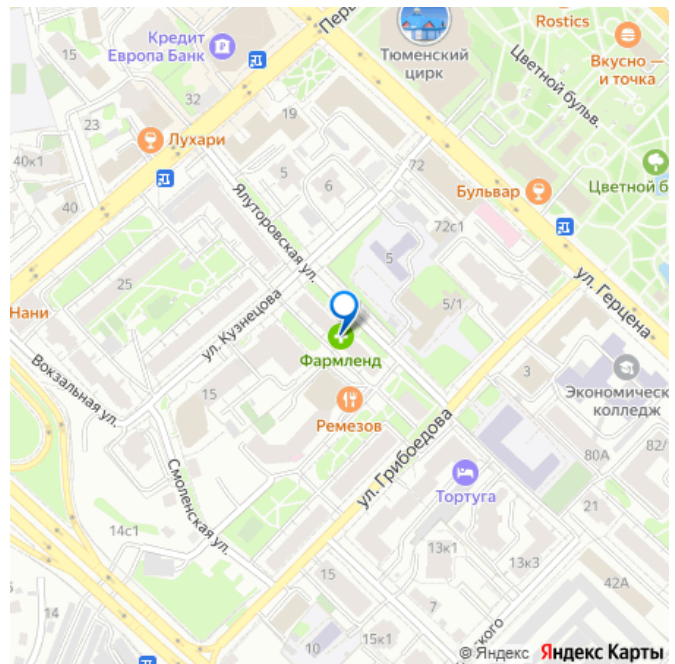 Rostics
Кредит
Европа Банк
Тюменский
цирк
Вкусно —
и точка
Цветной бульв.
32
19
23
Лухари
40к1
5
6
72
Бульвар
Цветной б
40
Ялуторовская ул.
72с1
5
25
ул. Герцена
5/1
Нани
ул. Кузнецова
Фармленд
3
Вокзальная ул.
15
Ремезов
Экономическ
колледж
ул. Грибоедова
82/
80А
Смоленская ул.
Тортуга
21
14с1
13к1
13к3
15
42А
14
7
10
15к1
© Яндекс Яндекс Карты